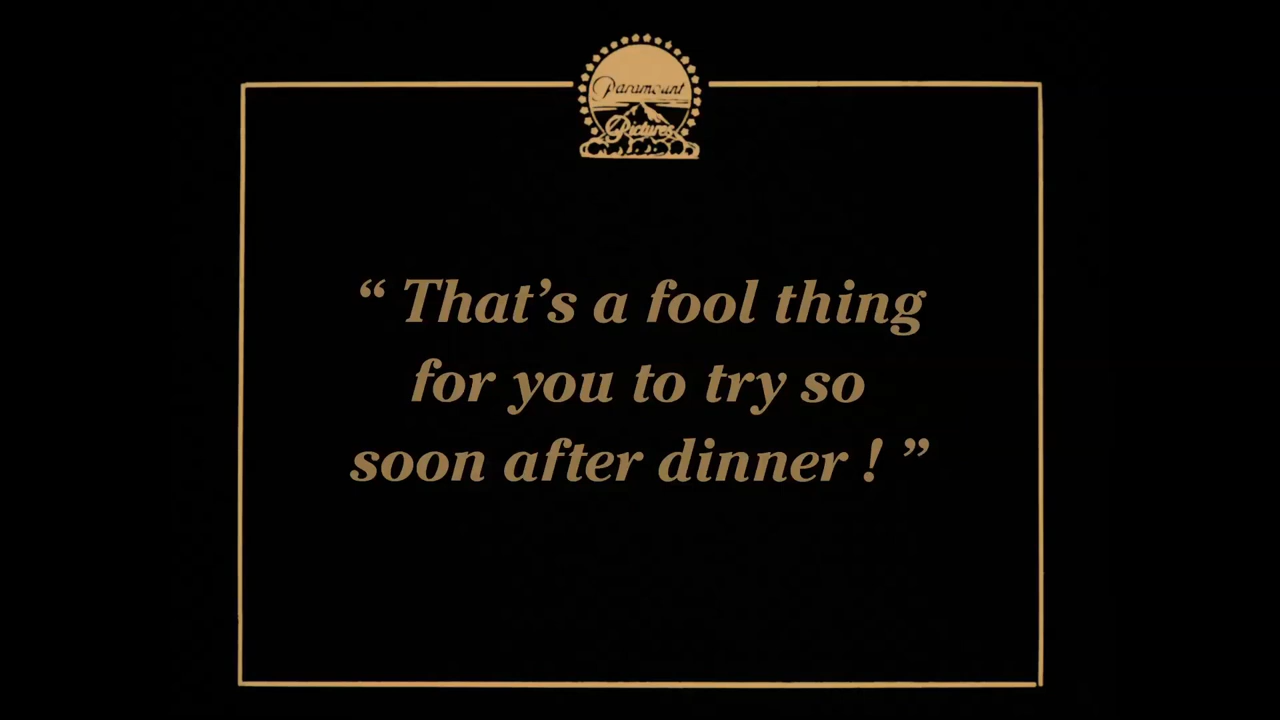 Paramount
Pictures
“ That’s a fool thing
for you to try so
soon after dinner ! ”